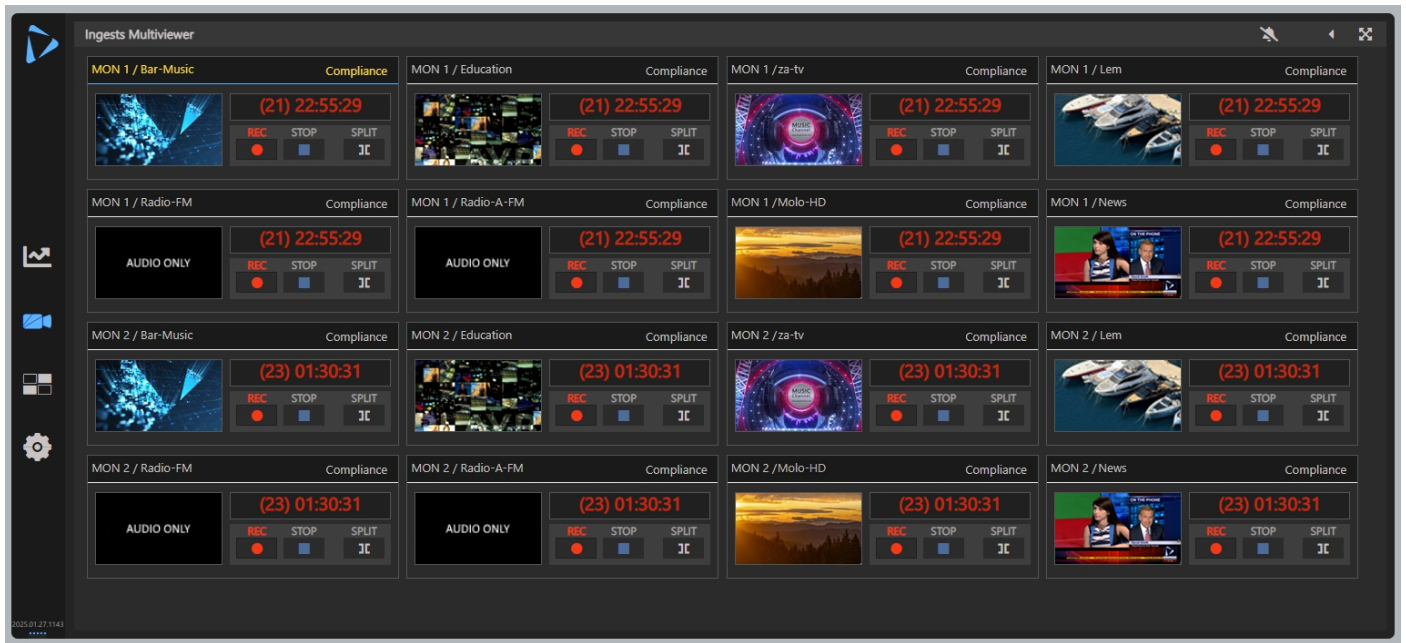 Ingests Multiviewer
MON 1 / Bar-Music Compliance
(21) 22:55:29
REC STOP SPLIT
MON 1 / Education Compliance
(21) 22:55:29
REC STOP SPLIT
MON 1 /za-tv Compliance
MUSIC
Channel
(21) 22:55:29
REC STOP SPLIT
MON 1 / Lem Compliance
(21) 22:55:29
REC STOP SPLIT
MON 1 / Radio-FM Compliance
AUDIO ONLY
(21) 22:55:29
REC STOP SPLIT
MON 1 / Radio-A-FM Compliance
AUDIO ONLY
(21) 22:55:29
REC STOP SPLIT
MON 1 /Molo-HD Compliance
(21) 22:55:29
REC STOP SPLIT
MON 1 /News Compliance
ON THE PHONE
(21) 22:55:29
REC STOP SPLIT
MON 2 / Bar-Music Compliance
(23) 01:30:31
REC STOP SPLIT
MON 2 / Education Compliance
(23) 01:30:31
REC STOP SPLIT
MON 2 /za-tv Compliance
MUSIC
Channel
(23) 01:30:31
REC STOP SPLIT
MON 2 / Lem Compliance
(23) 01:30:31
REC STOP SPLIT
MON 2 / Radio-FM Compliance
AUDIO ONLY
(23) 01:30:31
REC STOP SPLIT
MON 2 / Radio-A-FM Compliance
AUDIO ONLY
(23) 01:30:31
REC STOP SPLIT
MON 2 /Molo-HD Compliance
(23) 01:30:31
REC STOP SPLIT
MON 2 /News Compliance
ON THE PHONE
(23) 01:30:31
REC STOP SPLIT
2025.01.27.1143